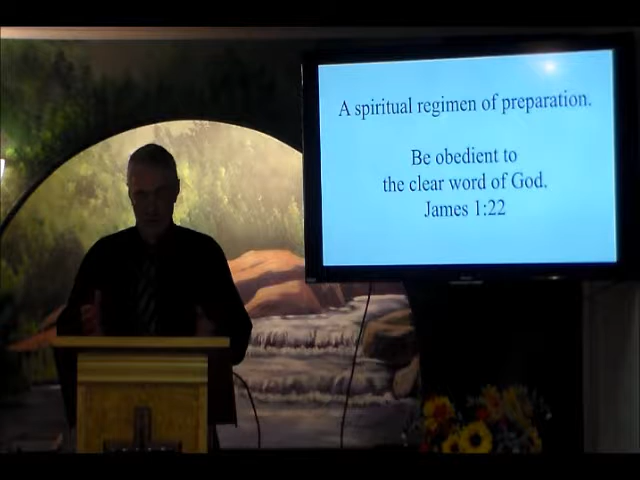 A spiritual regimen of preparation.
Be obedient to
the clear word of God.
James 1:22